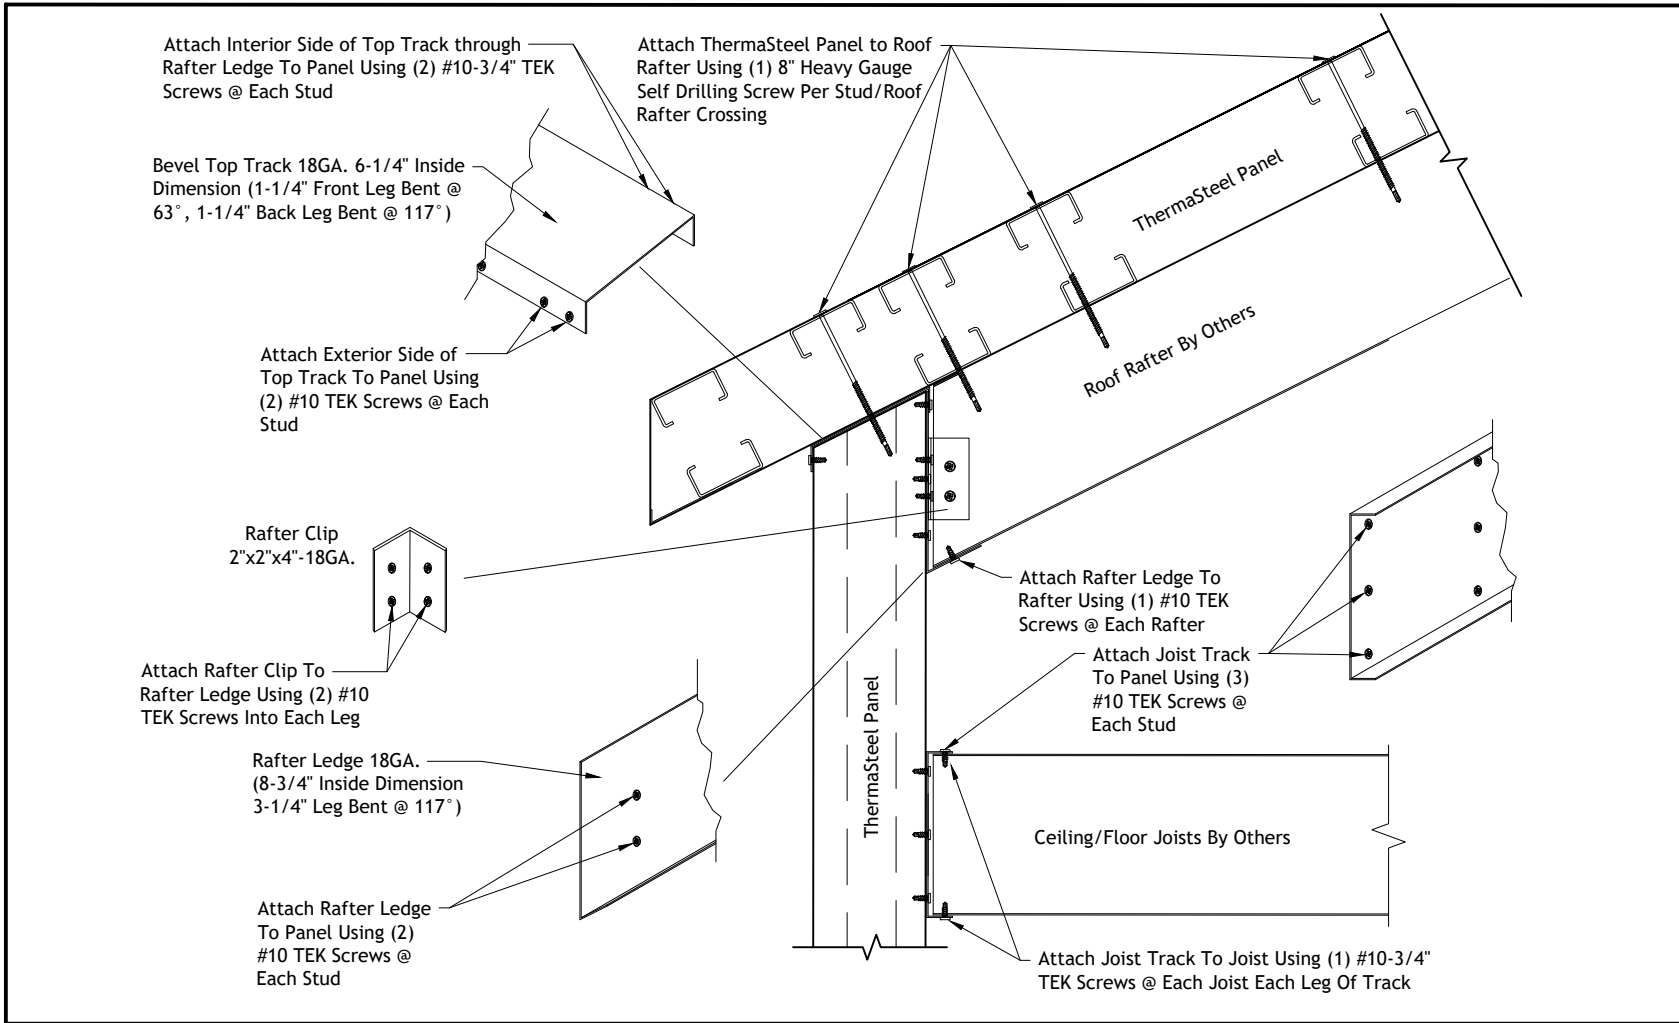 Attach Interior Side of Top Track through
Rafter Ledge To Panel Using (2) #10-3/4" TEK
Screws @ Each Stud
Attach ThermaSteel Panel to Roof
Rafter Using (1) 8" Heavy Gauge
Self Drilling Screw Per Stud/Roof
Rafter Crossing
Bevel Top Track 18GA. 6-1/4" Inside
Dimension (1-1/4" Front Leg Bent @
63°, 1-1/4" Back Leg Bent @ 117°)
ThermaSteel Panel
Roof Rafter By Others
Attach Exterior Side of
Top Track To Panel Using
(2) #10 TEK Screws @ Each
Stud
Rafter Clip
2"x2"x4"-18GA.
Attach Rafter Ledge To
Rafter Using (1) #10 TEK
Screws @ Each Rafter
Attach Rafter Clip To
Rafter Ledge Using (2) #10
TEK Screws Into Each Leg
Attach Joist Track
To Panel Using (3)
#10 TEK Screws @
Each Stud
ThermaSteel Panel
Rafter Ledge 18GA.
(8-3/4" Inside Dimension
3-1/4" Leg Bent @ 117°)
Ceiling/Floor Joists By Others
Attach Rafter Ledge
To Panel Using (2)
#10 TEK Screws @
Each Stud
Attach Joist Track To Joist Using (1) #10-3/4"
TEK Screws @ Each Joist Each Leg Of Track